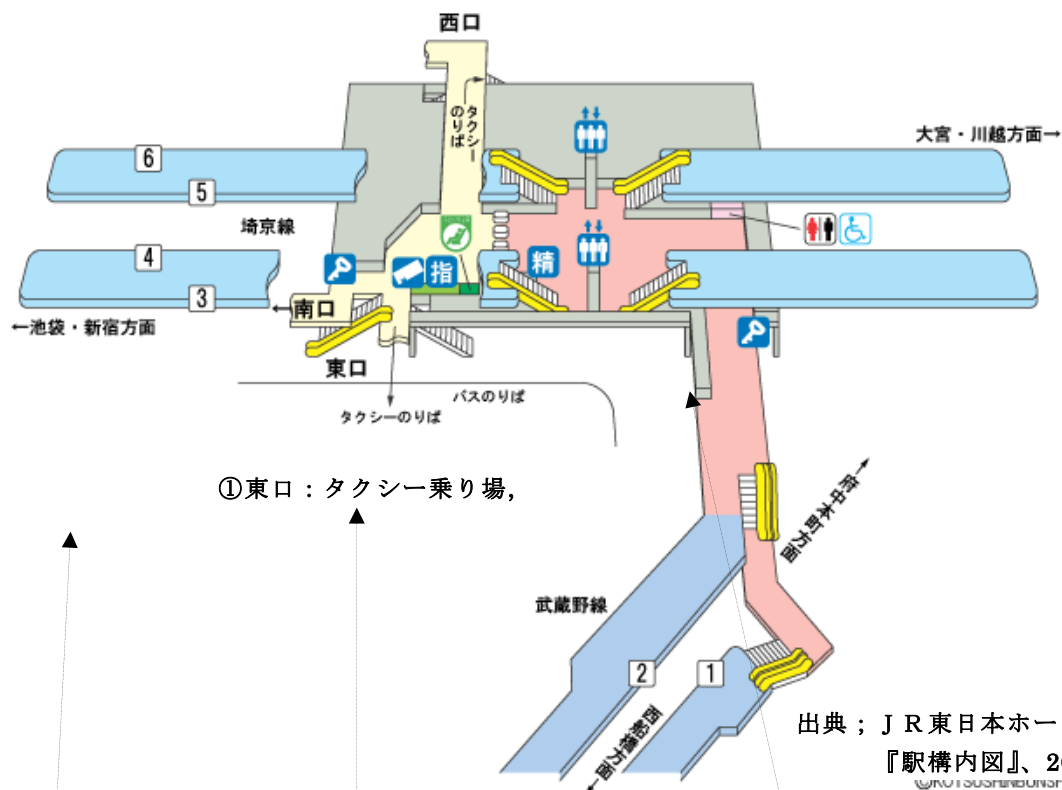 西口
タクシー
のりば
大宮・川越方面→
6
5
埼京線
4
3
指
精
←南口
←池袋・新宿方面
東口
バスのりば
タクシーのりば
①東口：タクシー乗り場,
府中本町方面
武蔵野線
2
1
西船橋方面
出典；ＪＲ東日本ホー
『駅構内図』、2